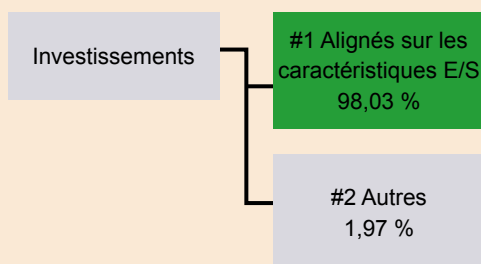 Investissements
#1 Alignés sur les
caractéristiques E/S
98,03 %
#2 Autres
1,97 %